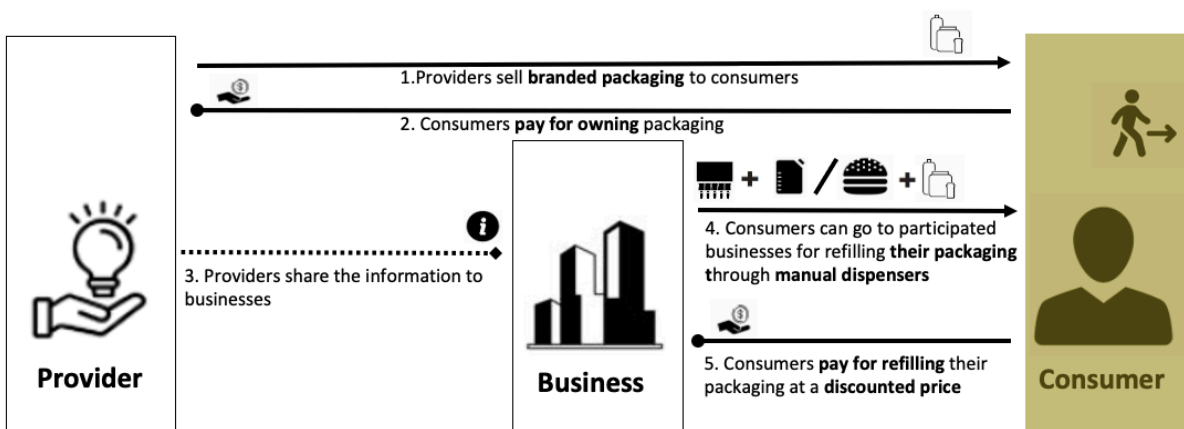 1.Providers sell branded packaging to consumers
2. Consumers pay for owning packaging
3. Providers share the information to
businesses
4. Consumers can go to participated
businesses for refilling their packaging
through manual dispensers
5. Consumers pay for refilling their
packaging at a discounted price
Provider
Business
Consumer